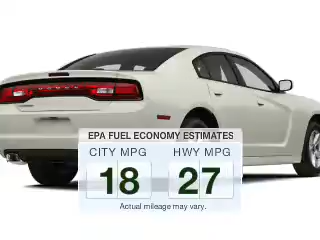 EPA FUEL ECONOMY ESTIMATES
CITY MPG HWY MPG
18 27
Actual mileage may vary.